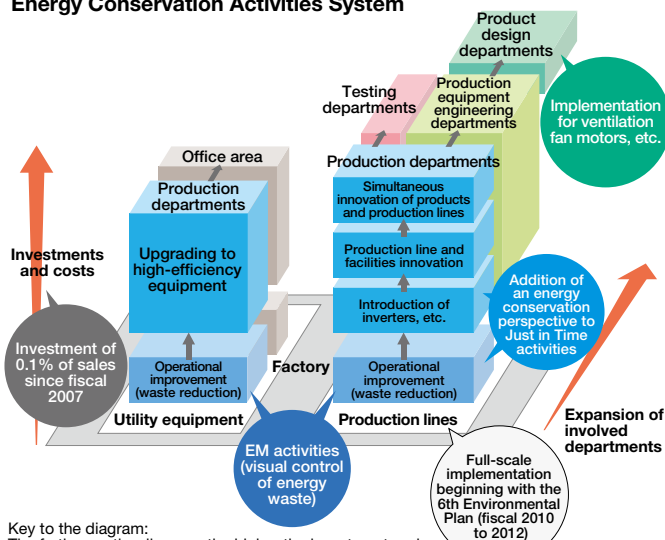 Energy Conservation Activities System
Product
design
departments
Testing
departments
Production
equipment
engineering
departments
Implementation
for ventilation
fan motors, etc.
Office area
Production
departments
Production departments
Simultaneous
innovation of products
and production lines
Investments
and costs
Upgrading to
high-efficiency
equipment
Production line and
facilities innovation
Introduction of
inverters, etc.
Addition of
an energy
conservation
perspective to
Just in Time
activities
Investment of
0.1% of sales
since fiscal
2007
Operational
improvement
(waste reduction)
Factory
Operational
improvement
(waste reduction)
Utility equipment
Production lines
Expansion of
involved
departments
EM activities
(visual control
of energy
waste)
Full-scale
implementation
beginning with the
6th Environmental
Plan (fiscal 2010
to 2012)
Key to the diagram: